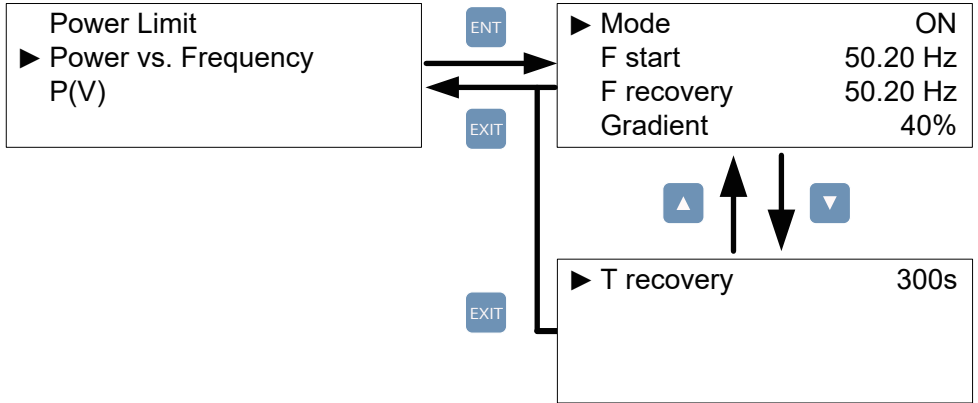 Power Limit
► Power vs. Frequency
P(V)
ENT
EXIT
► Mode ON
F start 50.20 Hz
F recovery 50.20 Hz
Gradient 40%
▲
▼
EXIT
► T recovery 300s